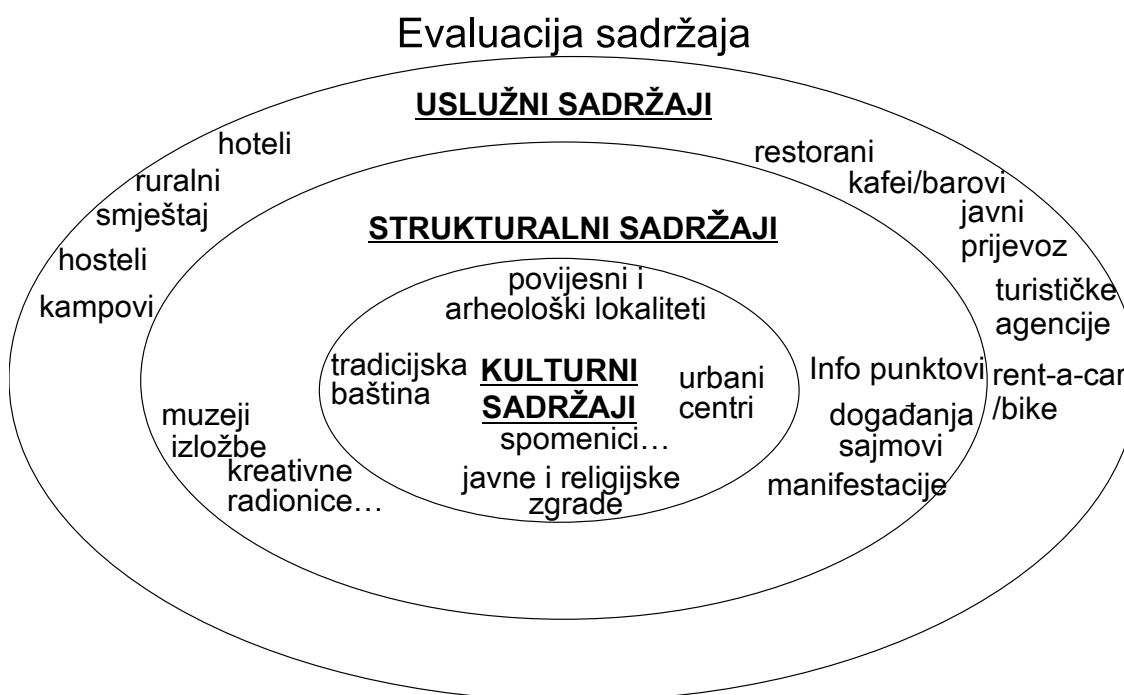 Evaluacija sadržaja
USLUŽNI SADRŽAJI
hoteli
ruralni
smještaj
hosteli
kampovi
restorani
kafei/barovi
javni
prijevoz
turističke
agencije
rent-a-car
/bike
STRUKTURALNI SADRŽAJI
muzeji
izložbe
kreativne
radionice…
Info punktovi
događanja
sajmovi
manifestacije
povijesni i
arheološki lokaliteti
tradicijska
baština
KULTURNI
SADRŽAJI
urbani
centri
spomenici…
javne i religijske
zgrade